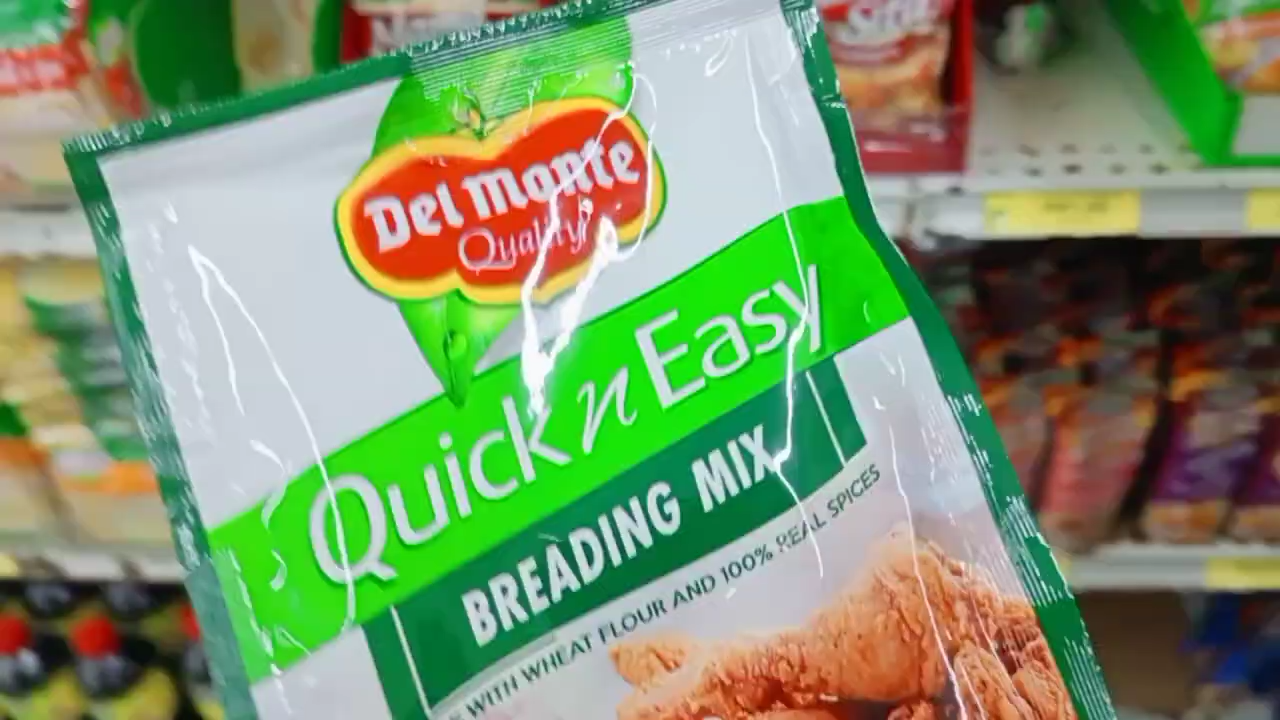 Del Monte
Quality
Quick n Easy
BREADING MIX
WITH WHEAT FLOUR AND 100% REAL SPICES